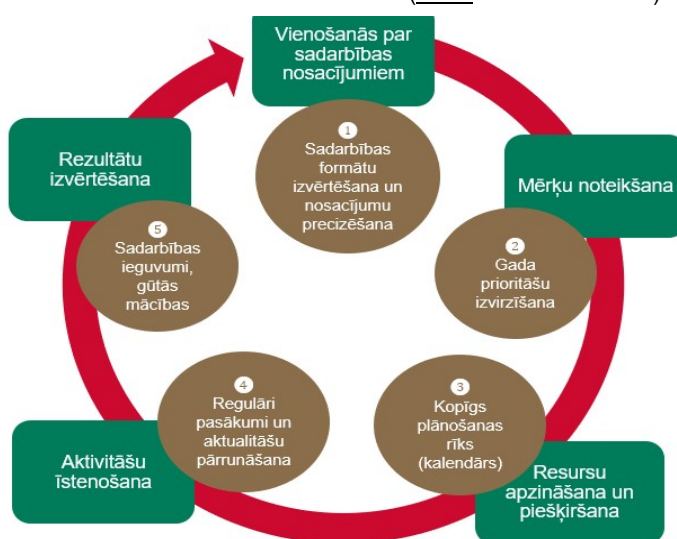 Vienošanās par
sadarbības
nosacījumiem
1
Sadarbības
formātu
izvērtēšana un
nosacījumu
precizēšana
Mērķu noteikšana
2
Gada
prioritāšu
izvirzīšana
3
Kopīgs
plānošanas
rīks
(kalendārs)
Resursu
apzināšana un
piešķiršana
4
Regulāri
pasākumi un
aktualitāšu
pārrunāšana
Aktivitāšu
īstenošana
5
Sadarbības
ieguvumi,
gūtās
mācības
Rezultātu
izvērtēšana